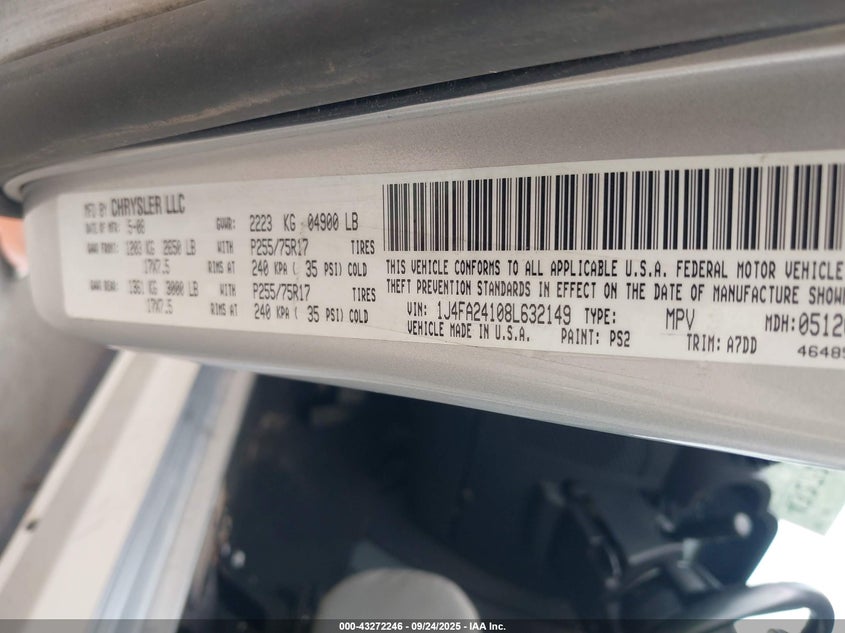 MFD BY CHRYSLER LLC
DATE OF MFR: 5-08 GVWR: 2223 KG 04900 LB
GAWR FRONT: 1203 KG 2650 LB WITH P255/75R17 TIRES
17X7.5 RIMS AT 240 KPA ( 35 PSI) COLD
GAWR REAR: 1361 KG 3000 LB WITH P255/75R17 TIRES
17X7.5 RIMS AT 240 KPA ( 35 PSI) COLD
THIS VEHICLE CONFORMS TO ALL APPLICABLE U.S.A. FEDERAL MOTOR VEHICLE
THEFT PREVENTION STANDARDS IN EFFECT ON THE DATE OF MANUFACTURE SHOW
VIN: 1J4FA24108L632149 TYPE: MPV MDH: 0512
VEHICLE MADE IN U.S.A. PAINT: PS2 TRIM: A7DD
4648
000-43272246 - 09/24/2025 - IAA Inc.